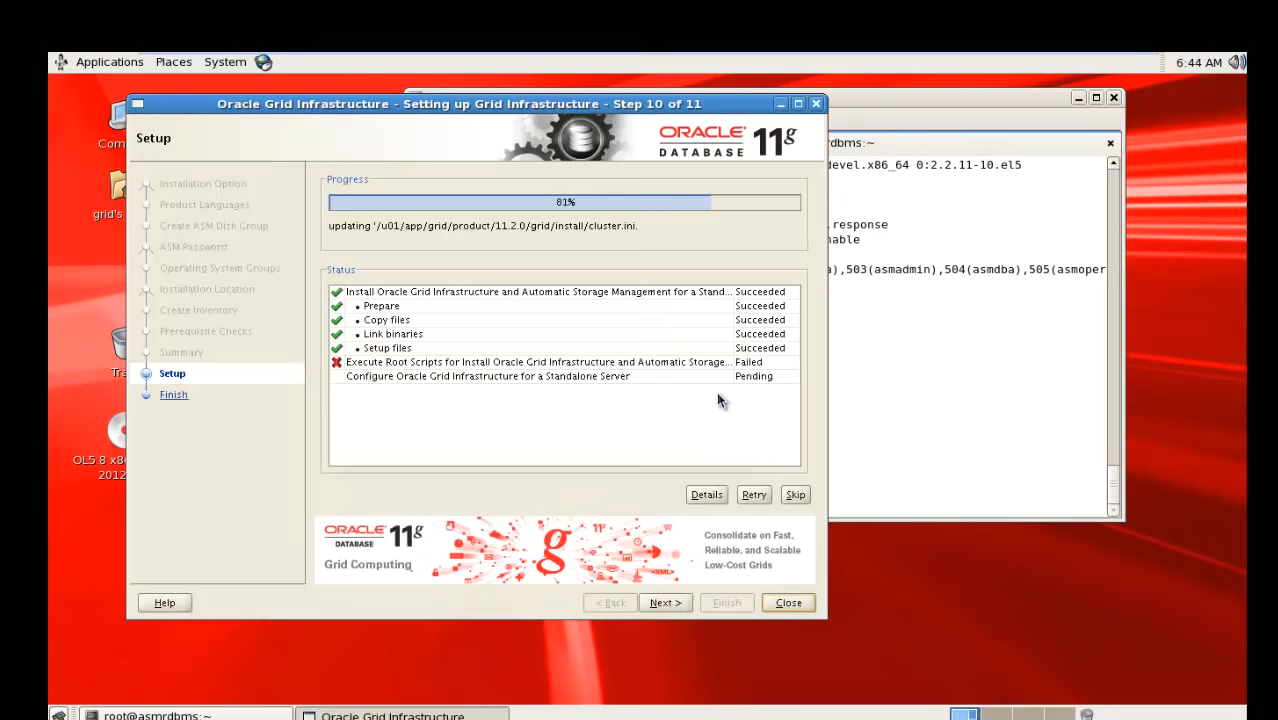 Applications Places System
6:44 AM
Oracle Grid Infrastructure - Setting up Grid Infrastructure - Step 10 of 11
Setup
ORACLE
DATABASE 11g
rdbms:~
Com
grid's
Tra
OL5 8 x86
2012
devel.x86_64 0:2.2.11-10.el5
.response
nable
a),503(asmadmin),504(asmdba),505(asmoper
Installation Option
Product Languages
Create ASM Disk Group
ASM Password
Operating System Groups
Installation Location
Create Inventory
Prerequisite Checks
Summary
Setup
Finish
Progress
81%
updating '/u01/app/grid/product/11.2.0/grid/install/cluster.ini.
Status
Install Oracle Grid Infrastructure and Automatic Storage Management for a Stand... Succeeded
• Prepare Succeeded
• Copy files Succeeded
• Link binaries Succeeded
• Setup files Succeeded
Execute Root Scripts for Install Oracle Grid Infrastructure and Automatic Storage... Failed
Configure Oracle Grid Infrastructure for a Standalone Server Pending
Details Retry Skip
ORACLE
DATABASE 11g
Grid Computing
g
11g
<XML>
Consolidate on Fast,
Reliable, and Scalable
Low-Cost Grids
Help < Back Next > Finish Close
root@asmrdbms:~ Oracle Grid Infrastructure